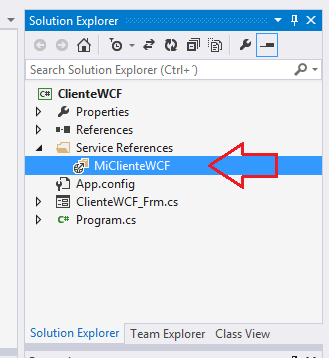 Solution Explorer
Search Solution Explorer (Ctrl+´)
C# ClienteWCF
Properties
References
Service References
MiClienteWCF
App.config
ClienteWCF_Frm.cs
C# Program.cs
Solution Explorer Team Explorer Class View